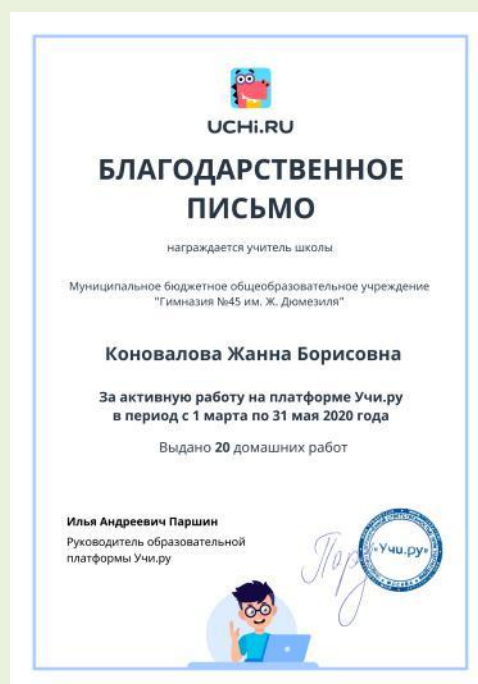 UCHi.RU
БЛАГОДАРСТВЕННОЕ
ПИСЬМО
награждается учитель школы
Муниципальное бюджетное общеобразовательное учреждение
"Гимназия №45 им. Ж. Дюмезиля"
Коновалова Жанна Борисовна
За активную работу на платформе Учи.ру
в период с 1 марта по 31 мая 2020 года
Выдано 20 домашних работ
Илья Андреевич Паршин
Руководитель образовательной
платформы Учи.ру
«Учи.ру»
МОСКВА